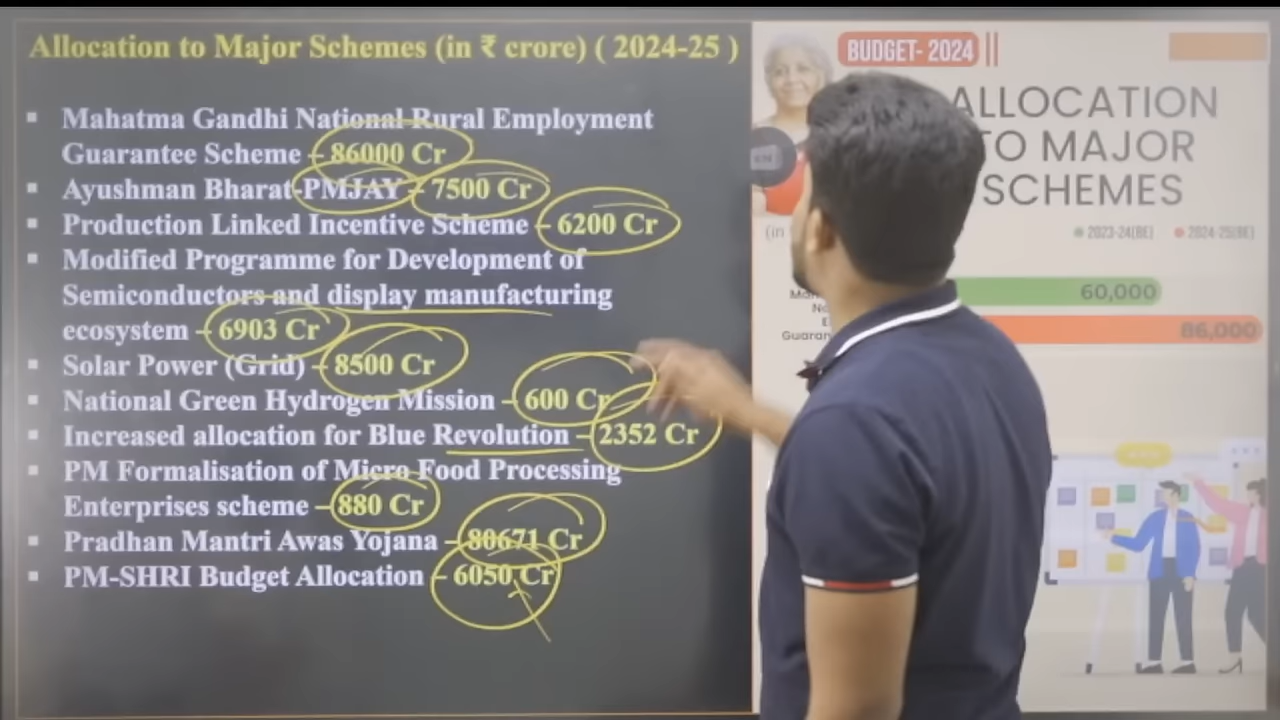 Allocation to Major Schemes (in ₹ crore) ( 2024-25 )
▪ Mahatma Gandhi National Rural Employment
Guarantee Scheme – 86000 Cr
▪ Ayushman Bharat-PMJAY – 7500 Cr
▪ Production Linked Incentive Scheme – 6200 Cr
▪ Modified Programme for Development of
Semiconductors and display manufacturing
ecosystem – 6903 Cr
▪ Solar Power (Grid) – 8500 Cr
▪ National Green Hydrogen Mission – 600 Cr
▪ Increased allocation for Blue Revolution – 2352 Cr
▪ PM Formalisation of Micro Food Processing
Enterprises scheme – 880 Cr
▪ Pradhan Mantri Awas Yojana – 80671 Cr
▪ PM-SHRI Budget Allocation – 6050 Cr
BUDGET- 2024
ALLOCATION
TO MAJOR
SCHEMES
(in
2023-24(BE) 2024-25(BE)
60,000
86,000